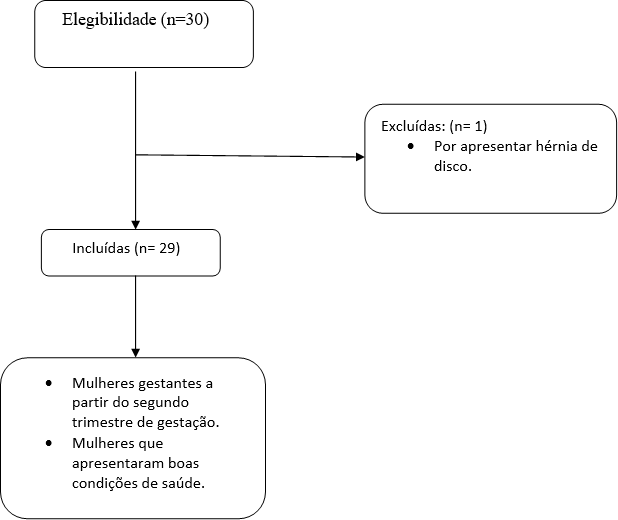 Elegibilidade (n=30)
Excluídas: (n= 1)
• Por apresentar hérnia de
disco.
Incluídas (n= 29)
• Mulheres gestantes a
partir do segundo
trimestre de gestação.
• Mulheres que
apresentaram boas
condições de saúde.